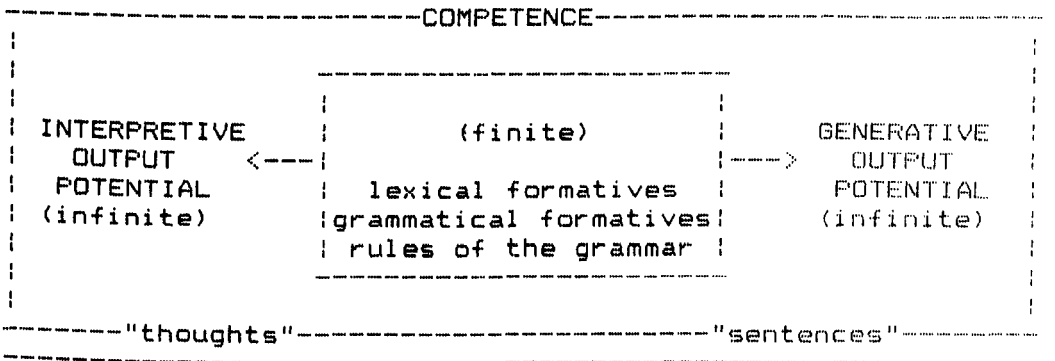 COMPETENCE
INTERPRETIVE (finite) GENERATIVE
OUTPUT <---- ----> OUTPUT
POTENTIAL lexical formatives POTENTIAL
(infinite) grammatical formatives (infinite)
rules of the grammar
"thoughts" "sentences"